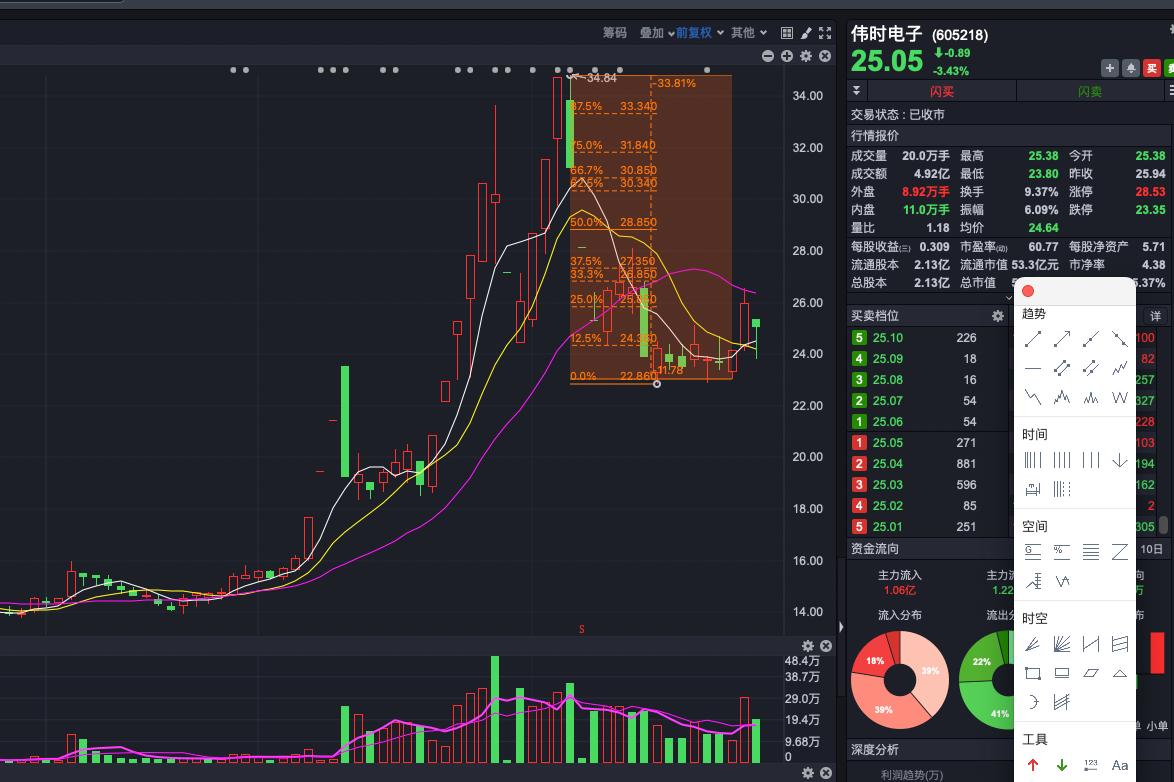 筹码 叠加 前复权 其他
伟时电子 (605218)
25.05 -0.89
-3.43%
买
闪买 闪卖
交易状态：已收市
行情报价
成交量 20.0万手 最高 25.38 今开 25.38
成交额 4.92亿 最低 23.80 昨收 25.94
外盘 8.92万手 换手 9.37% 涨停 28.53
内盘 11.0万手 振幅 6.09% 跌停 23.35
量比 1.18 均价 24.64
每股收益(三) 0.309 市盈率(动) 60.77 每股净资产 5.71
流通股本 2.13亿 流通市值 53.3亿元 市净率 4.38
总股本 2.13亿 总市值 5.37%
买卖档位 详
5 25.10 226 100
4 25.09 18 82
3 25.08 16 257
2 25.07 54 327
1 25.06 54 228
1 25.05 271 103
2 25.04 881 194
3 25.03 596 162
4 25.02 85 2
5 25.01 251 305
资金流向 10日
主力流入 主力
1.06亿 1.22
流入分布 流出分
18% 39% 39%
22% 41%
小单
深度分析
利润趋势(万)
趋势
时间
空间
G %
时空
工具
123 Aa
34.84
-33.81%
87.5% 33.340
75.0% 31.840
66.7% 30.850
62.5% 30.340
50.0% 28.850
37.5% 27.350
33.3% 26.850
25.0%
12.5% 24.360
0.0% 22.860
11.78
S
34.00
32.00
30.00
28.00
26.00
24.00
22.00
20.00
18.00
16.00
14.00
48.4万
38.7万
29.0万
19.4万
9.68万
0